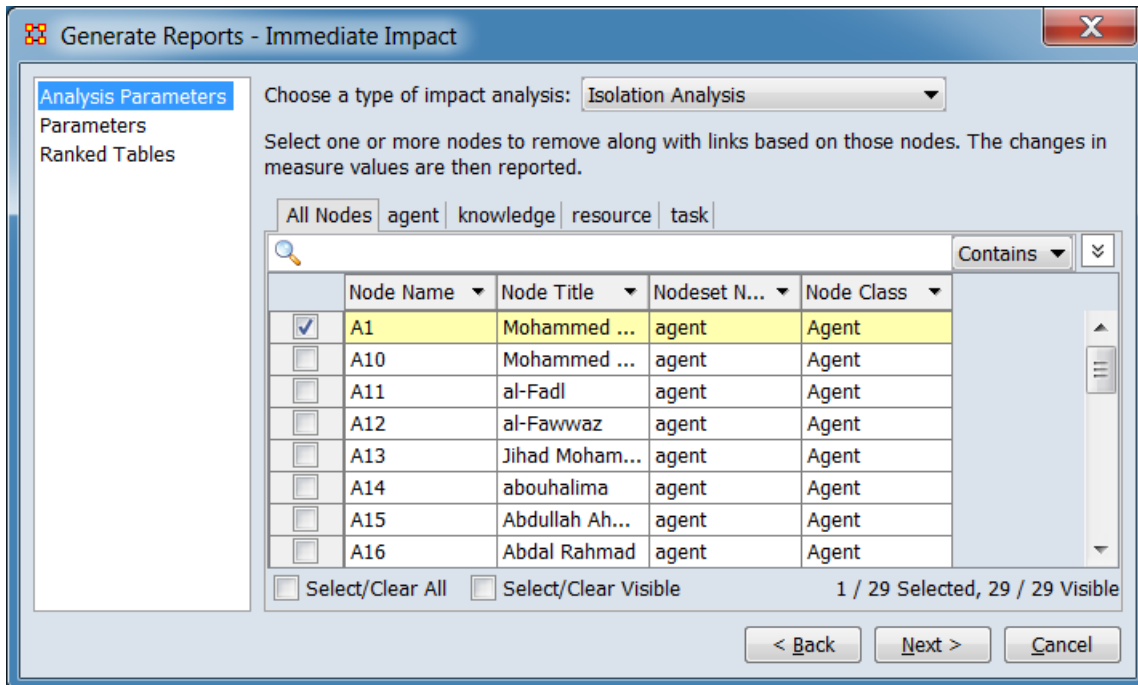 Generate Reports - Immediate Impact
X
Analysis Parameters
Parameters
Ranked Tables
Choose a type of impact analysis: Isolation Analysis
Select one or more nodes to remove along with links based on those nodes. The changes in
measure values are then reported.
All Nodes agent knowledge resource task
Contains
Node Name Node Title Nodeset N... Node Class
A1 Mohammed ... agent Agent
A10 Mohammed ... agent Agent
A11 al-Fadl agent Agent
A12 al-Fawwaz agent Agent
A13 Jihad Moham... agent Agent
A14 abouhalima agent Agent
A15 Abdullah Ah... agent Agent
A16 Abdal Rahmad agent Agent
Select/Clear All Select/Clear Visible 1 / 29 Selected, 29 / 29 Visible
< Back Next > Cancel